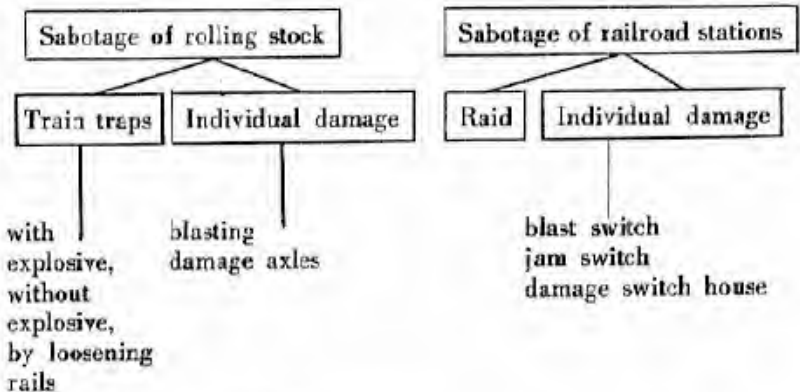 Sabotage of rolling stock
Sabotage of railroad stations
Train traps
Individual damage
Raid
Individual damage
with
explosive,
without
explosive,
by loosening
rails
blasting
damage axles
blast switch
jam switch
damage switch house